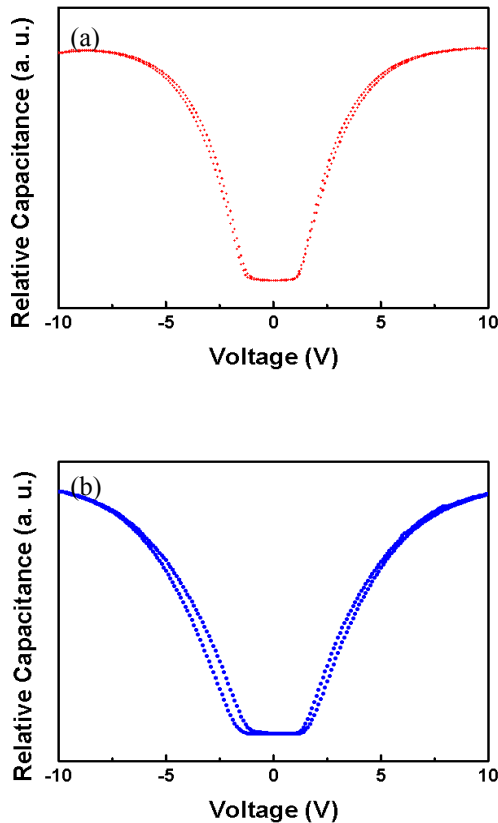 (a)
Relative Capacitance (a. u.)
-10 -5 0 5 10
Voltage (V)
(b)
Relative Capacitance (a. u.)
-10 -5 0 5 10
Voltage (V)